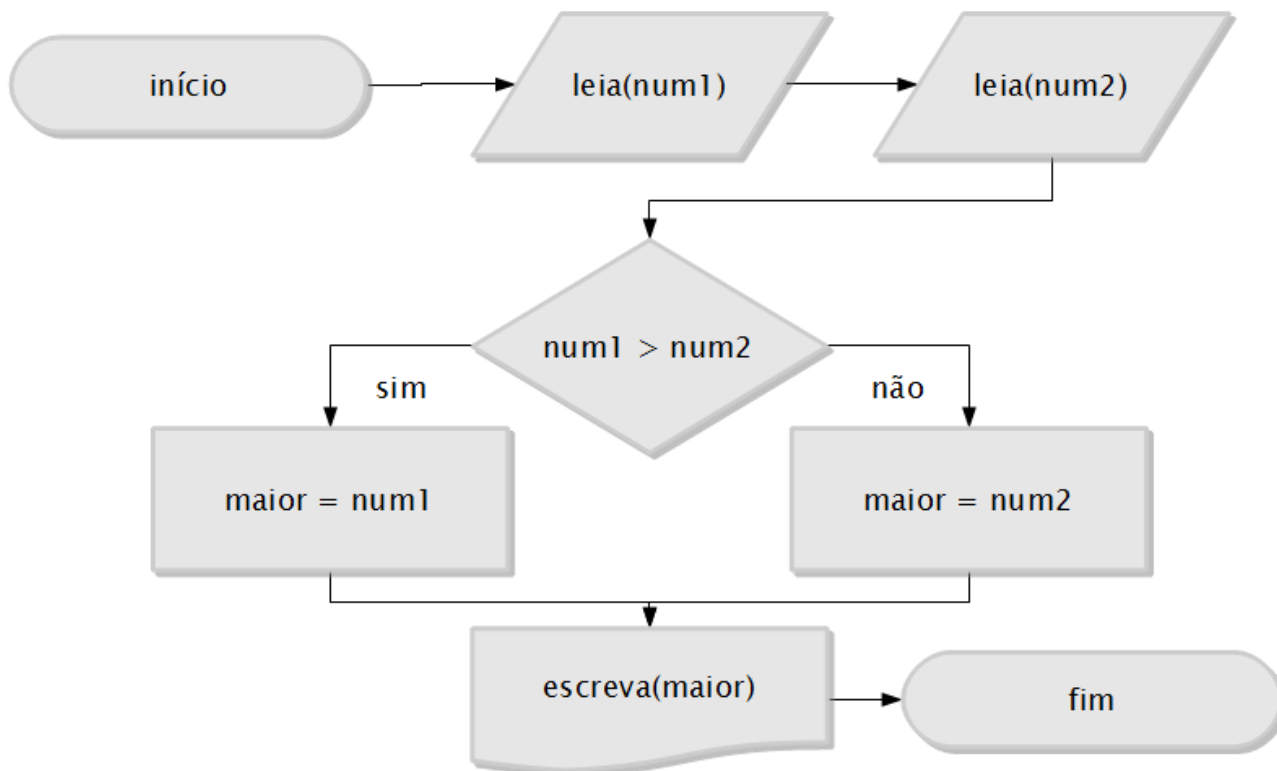 início
leia(num1)
leia(num2)
num1 > num2
sim
não
maior = num1
maior = num2
escreva(maior)
fim